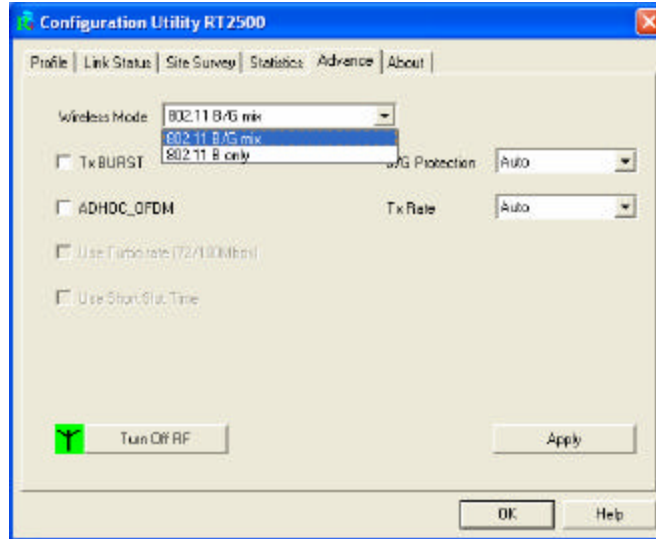 Configuration Utility RT2500
Profile Link Status Site Survey Statistics Advance About
Wireless Mode 802.11 B/G mix
802.11 B/G mix
802.11 B only
Tx BURST /G Protection Auto
ADHOC_OFDM Tx Rate Auto
Use Turbo rate (72/100Mbps)
Use Short Slot Time
Turn Off RF Apply
OK Help